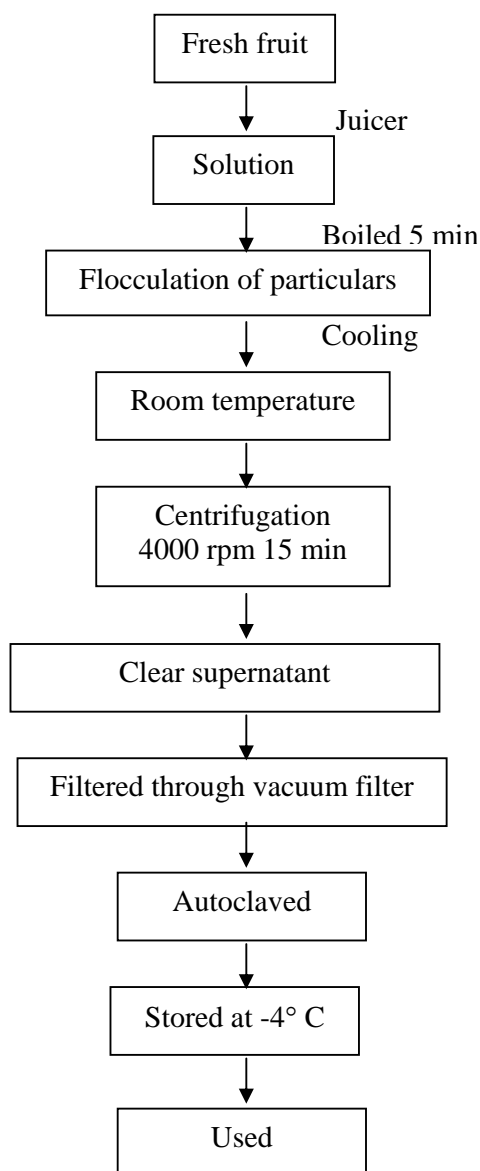 Fresh fruit
Juicer
Solution
Boiled 5 min
Flocculation of particulars
Cooling
Room temperature
Centrifugation
4000 rpm 15 min
Clear supernatant
Filtered through vacuum filter
Autoclaved
Stored at -4° C
Used